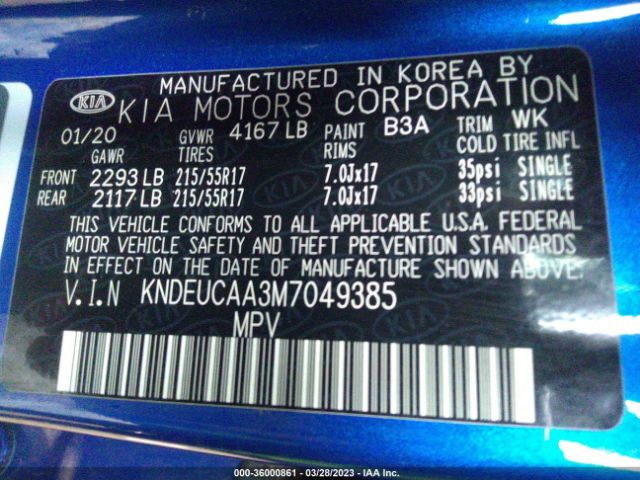 MANUFACTURED IN KOREA BY
KIA KIA MOTORS CORPORATION
01/20 GVWR 4167 LB PAINT B3A TRIM WK
GAWR TIRES RIMS COLD TIRE INFL
FRONT 2293 LB 215/55R17 7.0Jx17 35psi SINGLE
REAR 2117 LB 215/55R17 7.0Jx17 33psi SINGLE
THIS VEHICLE CONFORMS TO ALL APPLICABLE U.S.A. FEDERAL
MOTOR VEHICLE SAFETY AND THEFT PREVENTION STANDARDS
IN EFFECT ON THE DATE OF MANUFACTURE SHOWN ABOVE.
V.I.N KNDEUCAA3M7049385
MPV
000-36000861 - 03/28/2023 - IAA Inc.